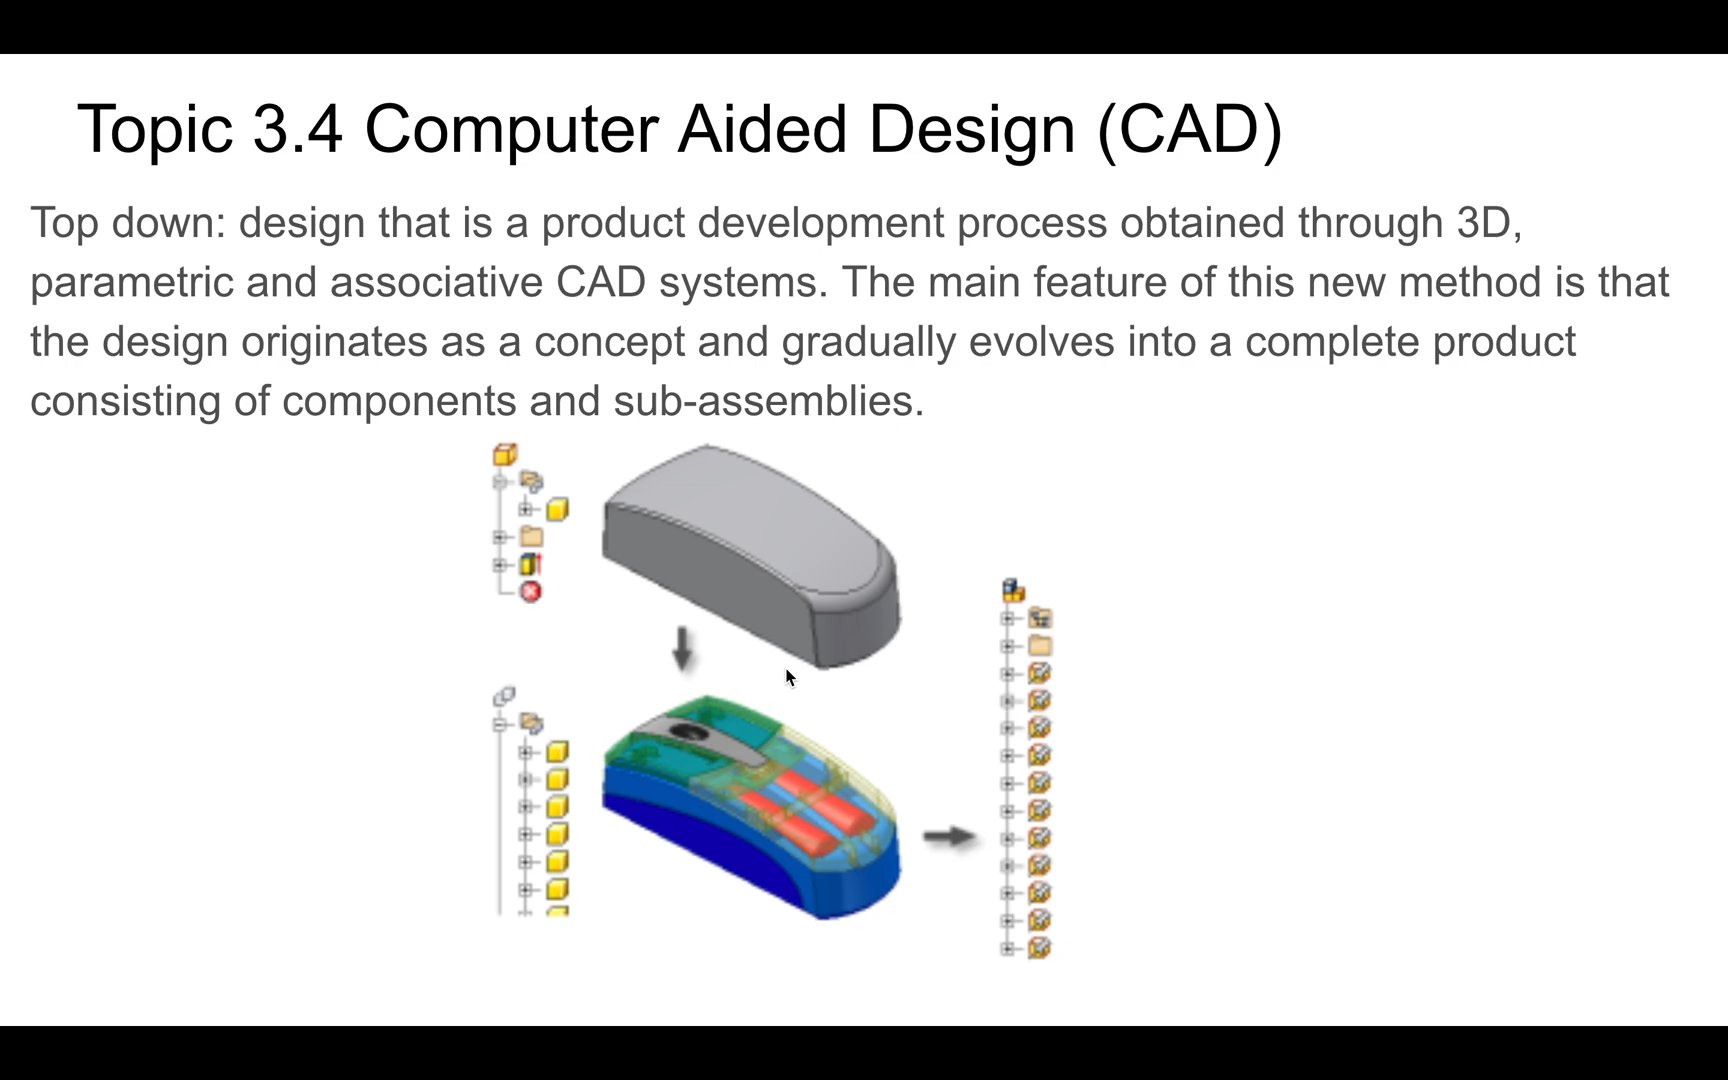 Topic 3.4 Computer Aided Design (CAD)
Top down: design that is a product development process obtained through 3D,
parametric and associative CAD systems. The main feature of this new method is that
the design originates as a concept and gradually evolves into a complete product
consisting of components and sub-assemblies.